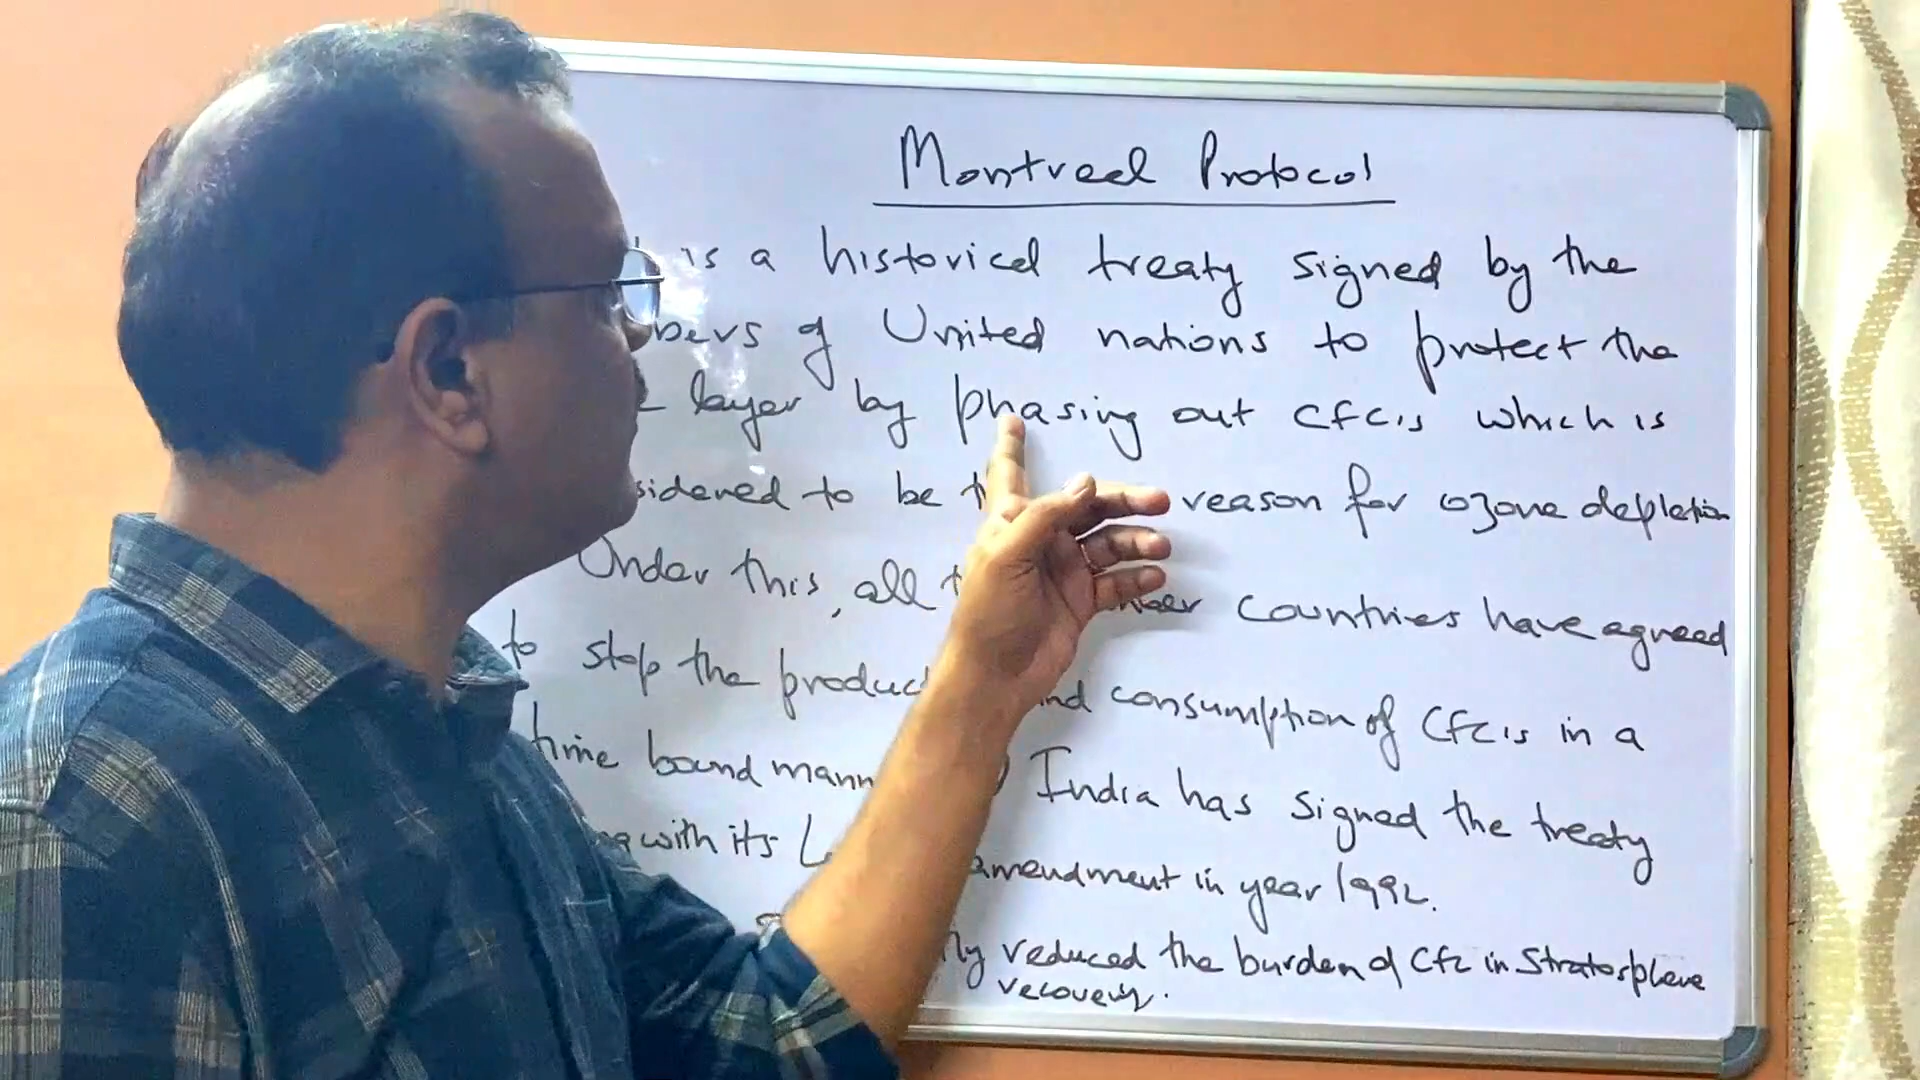 Montreal Protocol
is a historical treaty signed by the
bers of United nations to protect the
layer by phasing out CFC's which is
sidered to be reason for ozone depletion
Under this, all countries have agreed
to stop the produc nd consumption of CFC's in a
time bound mann India has signed the treaty
with its amendment in year 1992.
reduced the burden of CFC in Stratosphere
recovery.